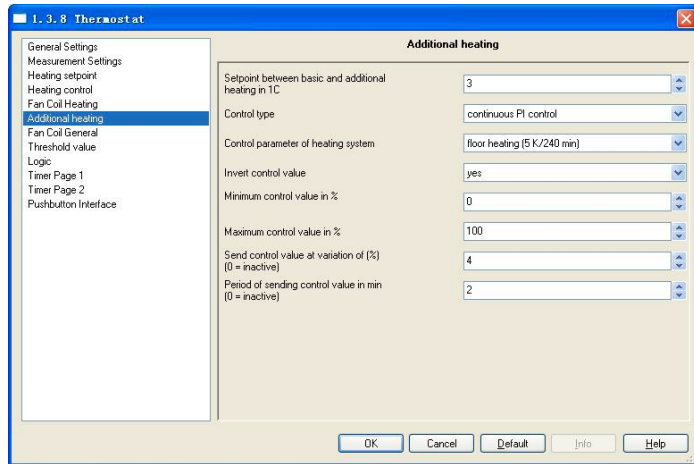 1.3.8 Thermostat
General Settings
Measurement Settings
Heating setpoint
Heating control
Fan Coil Heating
Additional heating
Fan Coil General
Threshold value
Logic
Timer Page 1
Timer Page 2
Pushbutton Interface
Additional heating
Setpoint between basic and additional
heating in 1C
3
Control type
continuous PI control
Control parameter of heating system
floor heating (5 K/240 min)
Invert control value
yes
Minimum control value in %
0
Maximum control value in %
100
Send control value at variation of (%)
(0 = inactive)
4
Period of sending control value in min
(0 = inactive)
2
OK
Cancel
Default
Info
Help